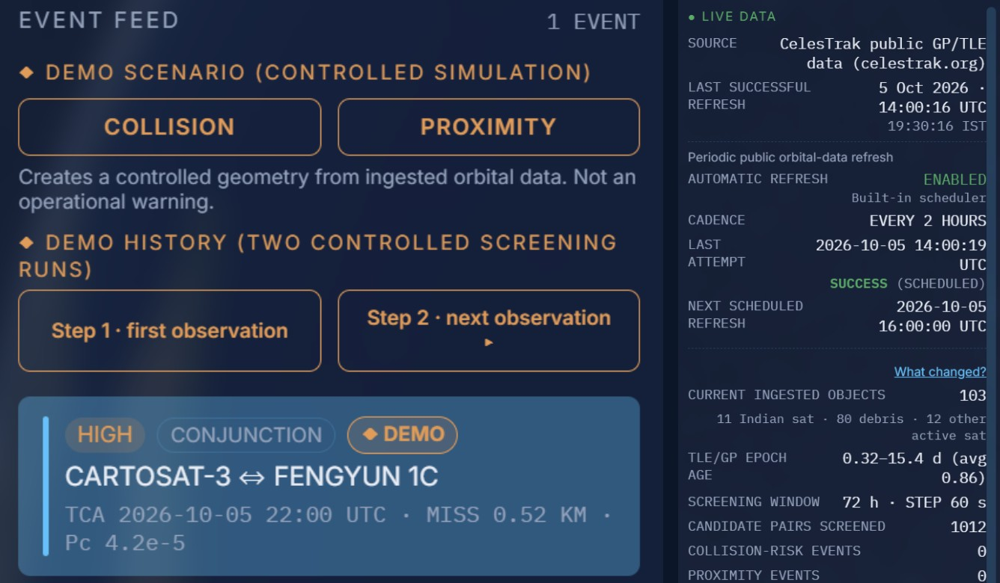 EVENT FEED
1 EVENT
◆ DEMO SCENARIO (CONTROLLED SIMULATION)
COLLISION
PROXIMITY
Creates a controlled geometry from ingested orbital data. Not an
operational warning.
◆ DEMO HISTORY (TWO CONTROLLED SCREENING
RUNS)
Step 1 · first observation
Step 2 · next observation
▸
HIGH
CONJUNCTION
◆ DEMO
CARTOSAT-3 ⇔ FENGYUN 1C
TCA 2026-10-05 22:00 UTC · MISS 0.52 KM ·
Pc 4.2e-5
● LIVE DATA
SOURCE
CelesTrak public GP/TLE
data (celestrak.org)
LAST SUCCESSFUL
REFRESH
5 Oct 2026 ·
14:00:16 UTC
19:30:16 IST
Periodic public orbital-data refresh
AUTOMATIC REFRESH
ENABLED
Built-in scheduler
CADENCE
EVERY 2 HOURS
LAST
ATTEMPT
2026-10-05 14:00:19
UTC
SUCCESS (SCHEDULED)
NEXT SCHEDULED
REFRESH
2026-10-05
16:00:00 UTC
What changed?
CURRENT INGESTED OBJECTS
103
11 Indian sat · 80 debris · 12 other
active sat
TLE/GP EPOCH
AGE
0.32–15.4 d (avg
0.86)
SCREENING WINDOW
72 h · STEP 60 s
CANDIDATE PAIRS SCREENED
1012
COLLISION-RISK EVENTS
0
PROXIMITY EVENTS
0